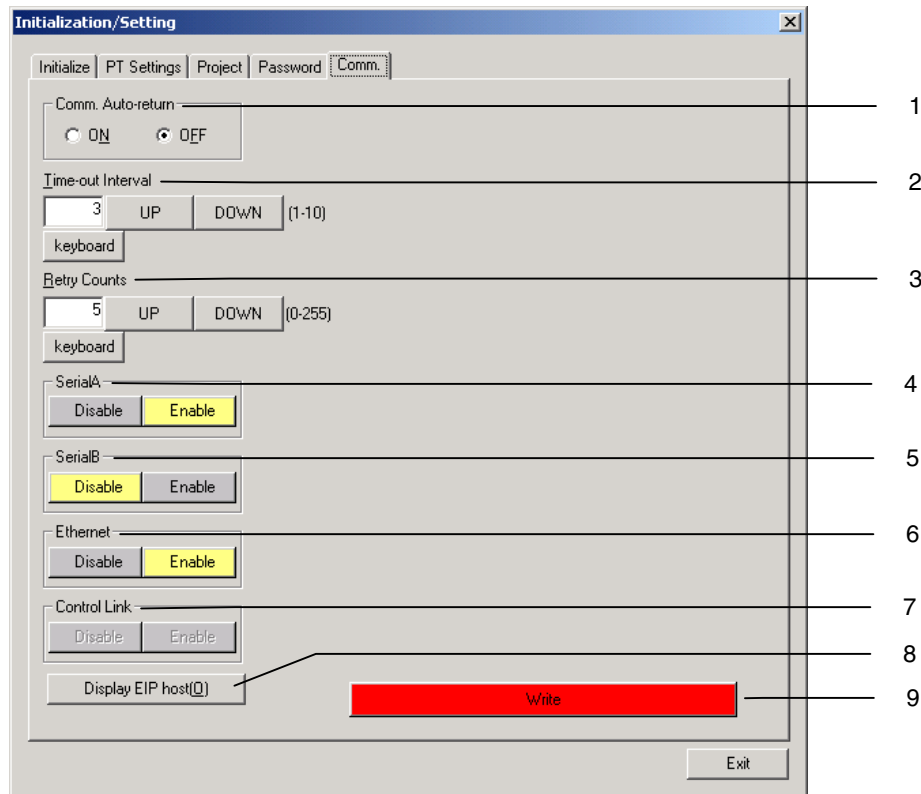 Initialization/Setting
Initialize PT Settings Project Password Comm.
Comm. Auto-return 1
ON OFF
Time-out Interval 2
3 UP DOWN (1-10)
keyboard
Retry Counts 3
5 UP DOWN (0-255)
keyboard
SerialA 4
Disable Enable
SerialB 5
Disable Enable
Ethernet 6
Disable Enable
Control Link 7
Disable Enable
8
Display EIP host(O)
Write 9
Exit